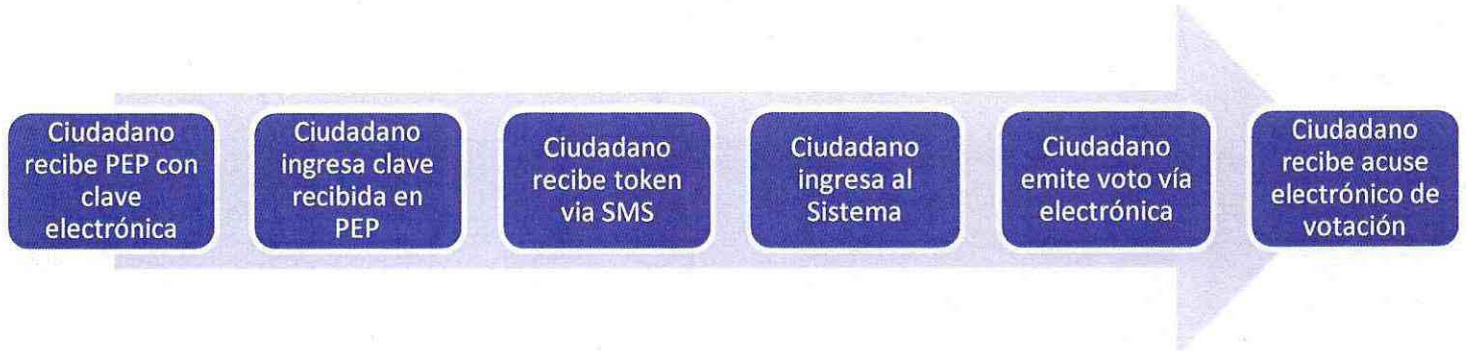 Ciudadano
recibe PEP con
clave
electrónica
Ciudadano
ingresa clave
recibida en
PEP
Ciudadano
recibe token
via SMS
Ciudadano
ingresa al
Sistema
Ciudadano
emite voto vía
electrónica
Ciudadano
recibe acuse
electrónico de
votación